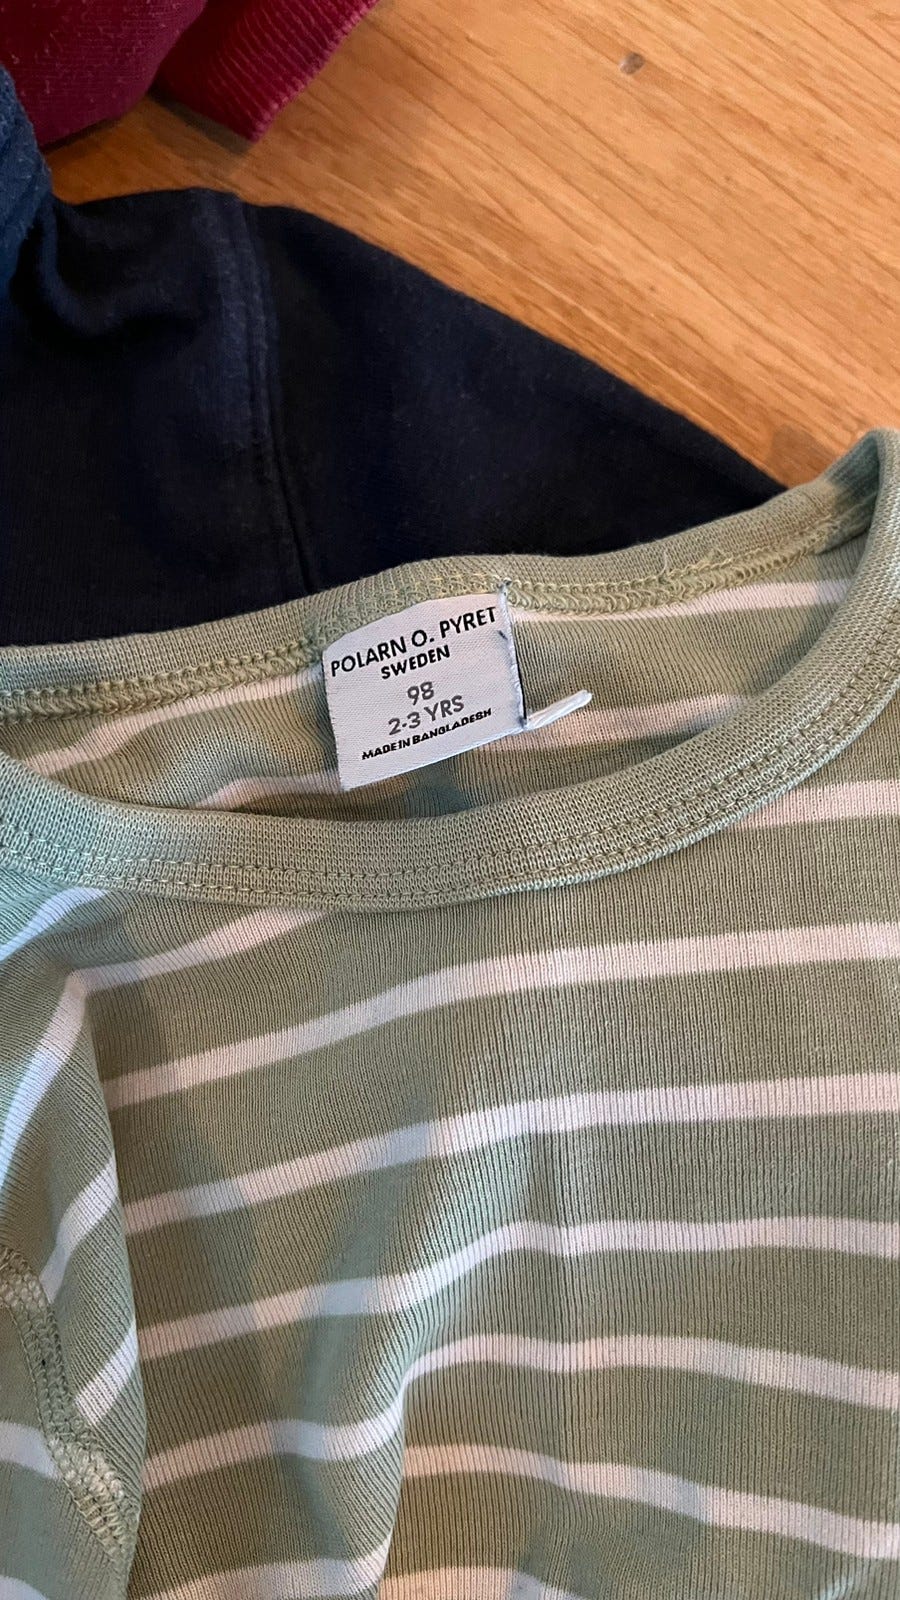 POLARN O. PYRET
SWEDEN
98
2-3 YRS
MADE IN BANGLADESH